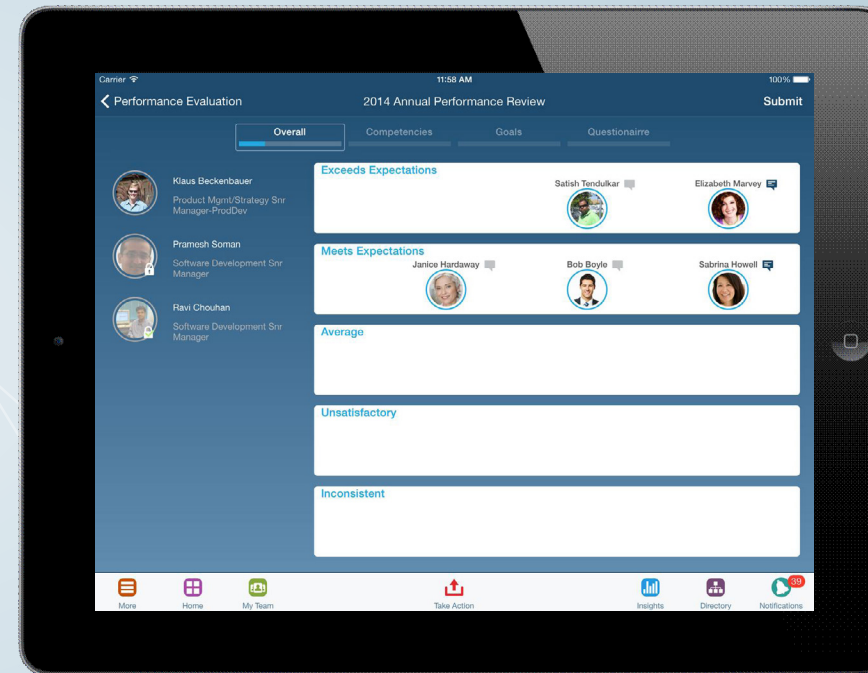 Carrier 11:58 AM 100%
Performance Evaluation 2014 Annual Performance Review Submit
Overall Competencies Goals Questionairre
Klaus Beckenbauer
Product Mgmt/Strategy Snr
Manager-ProdDev
Pramesh Soman
Software Development Snr
Manager
Ravi Chouhan
Software Development Snr
Manager
Exceeds Expectations
Satish Tendulkar Elizabeth Marvey
Meets Expectations
Janice Hardaway Bob Boyle Sabrina Howell
Average
Unsatisfactory
Inconsistent
39
More Home My Team Take Action Insights Directory Notifications